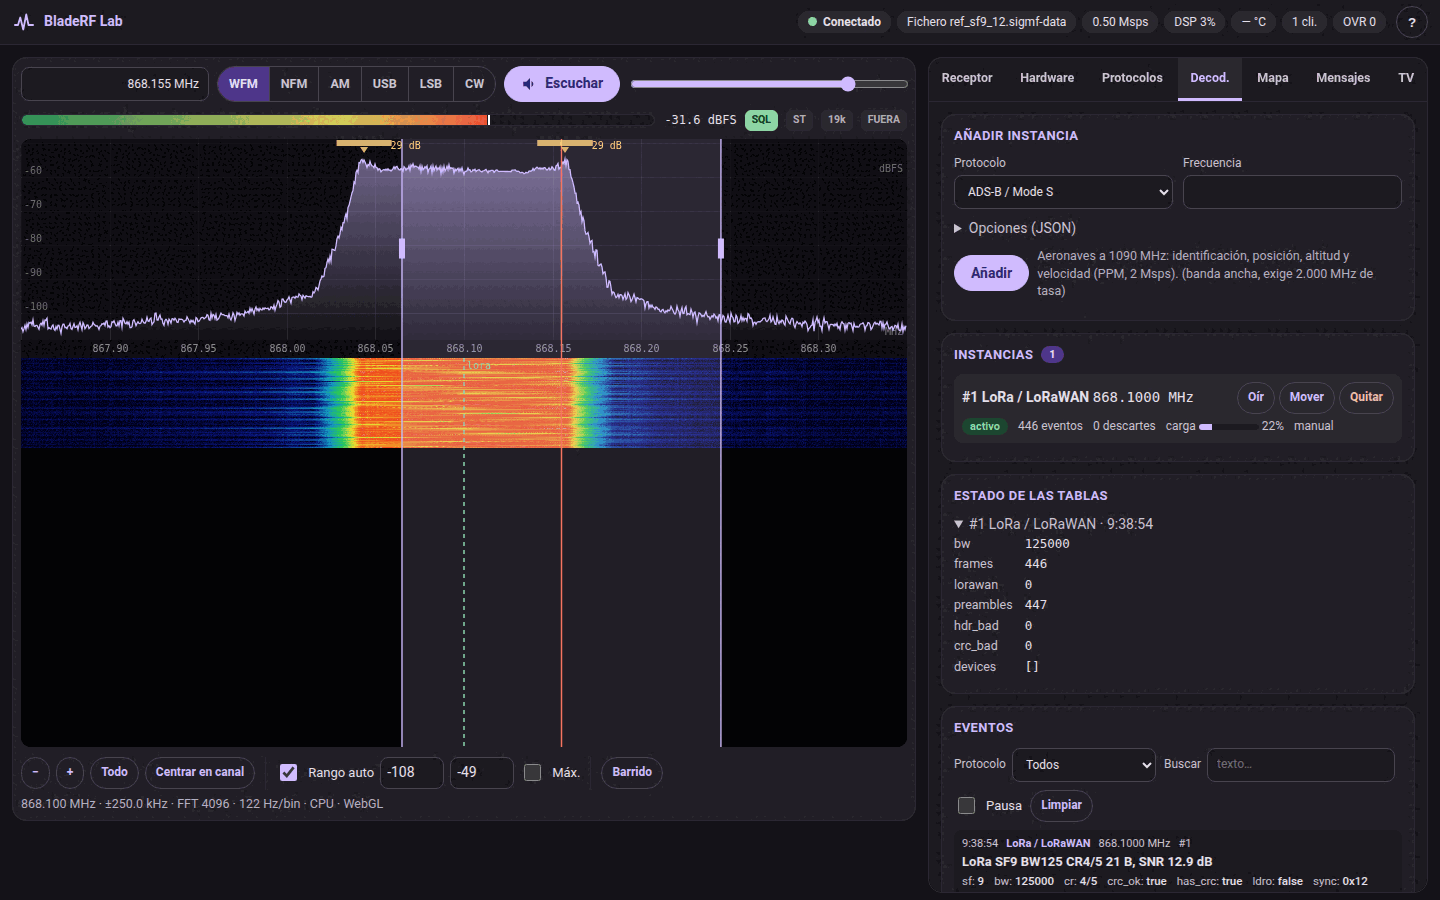 BladeRF Lab
Conectado
Fichero ref_sf9_12.sigmf-data
0.50 Msps
DSP 3%
— °C
1 cli.
OVR 0
?
868.155 MHz
WFM
NFM
AM
USB
LSB
CW
Escuchar
-31.6 dBFS
SQL
ST
19k
FUERA
29 dB
29 dB
dBFS
-60
-70
-80
-90
-100
MHz
867.90
867.95
868.00
868.05
868.10
868.15
868.20
868.25
868.30
lora
−
+
Todo
Centrar en canal
Rango auto
-108
-49
Máx.
Barrido
868.100 MHz · ±250.0 kHz · FFT 4096 · 122 Hz/bin · CPU · WebGL
Receptor
Hardware
Protocolos
Decod.
Mapa
Mensajes
TV
AÑADIR INSTANCIA
Protocolo
Frecuencia
ADS-B / Mode S
Opciones (JSON)
Añadir
Aeronaves a 1090 MHz: identificación, posición, altitud y
velocidad (PPM, 2 Msps). (banda ancha, exige 2.000 MHz de
tasa)
INSTANCIAS 1
#1 LoRa / LoRaWAN 868.1000 MHz
Oír
Mover
Quitar
activo 446 eventos 0 descartes carga 22% manual
ESTADO DE LAS TABLAS
#1 LoRa / LoRaWAN · 9:38:54
bw 125000
frames 446
lorawan 0
preambles 447
hdr_bad 0
crc_bad 0
devices []
EVENTOS
Protocolo
Todos
Buscar
texto…
Pausa
Limpiar
9:38:54 LoRa / LoRaWAN 868.1000 MHz #1
LoRa SF9 BW125 CR4/5 21 B, SNR 12.9 dB
sf: 9 bw: 125000 cr: 4/5 crc_ok: true has_crc: true ldro: false sync: 0x12